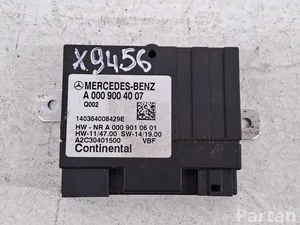 X9456
MERCEDES-BENZ
A 000 900 40 07
Q002
140364008429E
HW - NR A 000 901 06 01
HW-11/47.00 SW-14/19.00
A2C30401500 VBF
Continental
Partan